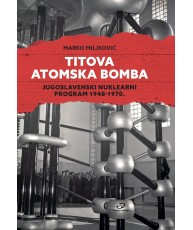 MARKO MILJKOVIĆ
TITOVA
ATOMSKA BOMBA
JUGOSLAVENSKI NUKLEARNI
PROGRAM 1948-1970.